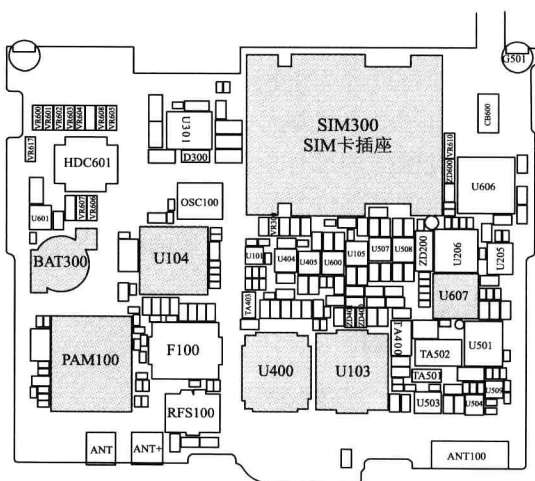 G501
CB600
VR600
VR601
VR602
VR603
VR604
VR608
VR605
U301
SIM300
SIM卡插座
VR617
HDC601
D300
VR610
ZD600
U606
OSC100
VR607
VR606
U601
BAT300
U104
U101
U404
U405
U600
U105
U507
U508
ZD200
U206
U205
U607
TA403
PAM100
F100
U400
U103
TA400
TA502
U501
TA501
RFS100
U503
U504
U509
ANT
ANT+
ANT100